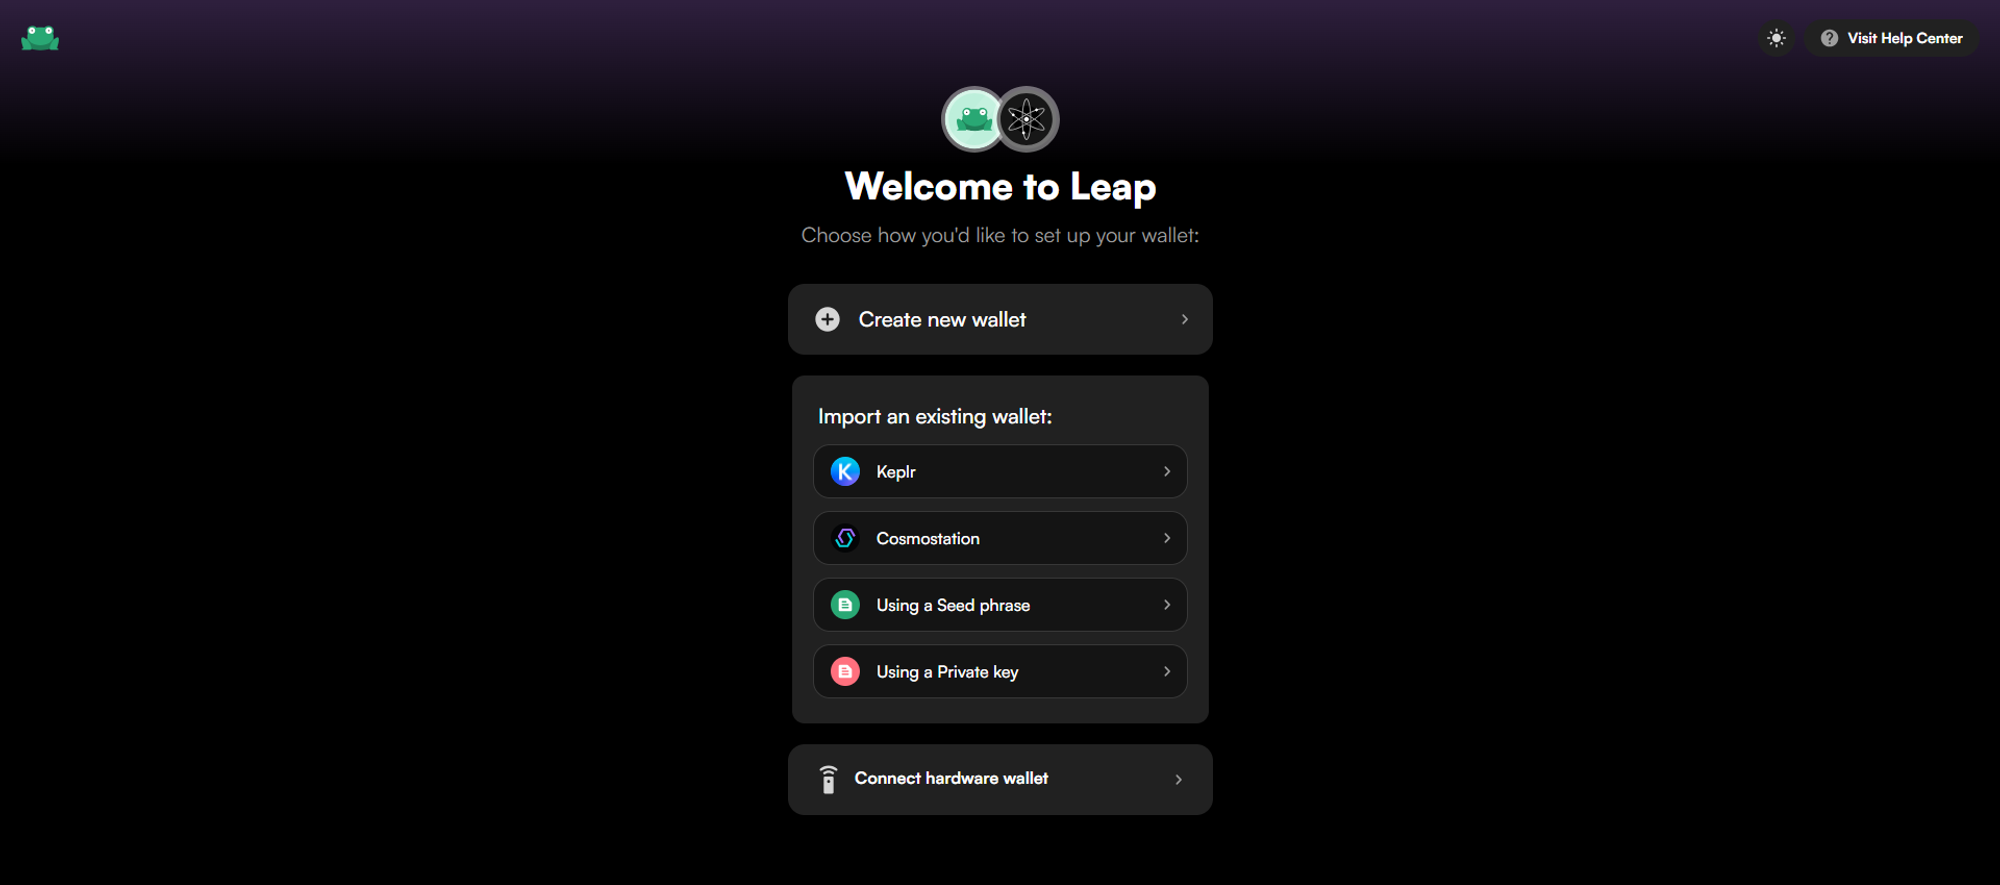 Visit Help Center
Welcome to Leap
Choose how you'd like to set up your wallet:
Create new wallet
Import an existing wallet:
Keplr
Cosmostation
Using a Seed phrase
Using a Private key
Connect hardware wallet